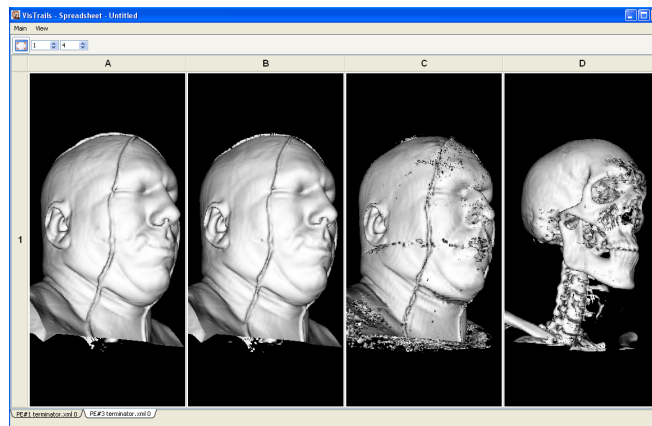 VisTrails - Spreadsheet - Untitled
Main View
1 4
A B C D
1
PE#1 terminator.xml 0 PE#3 terminator.xml 0